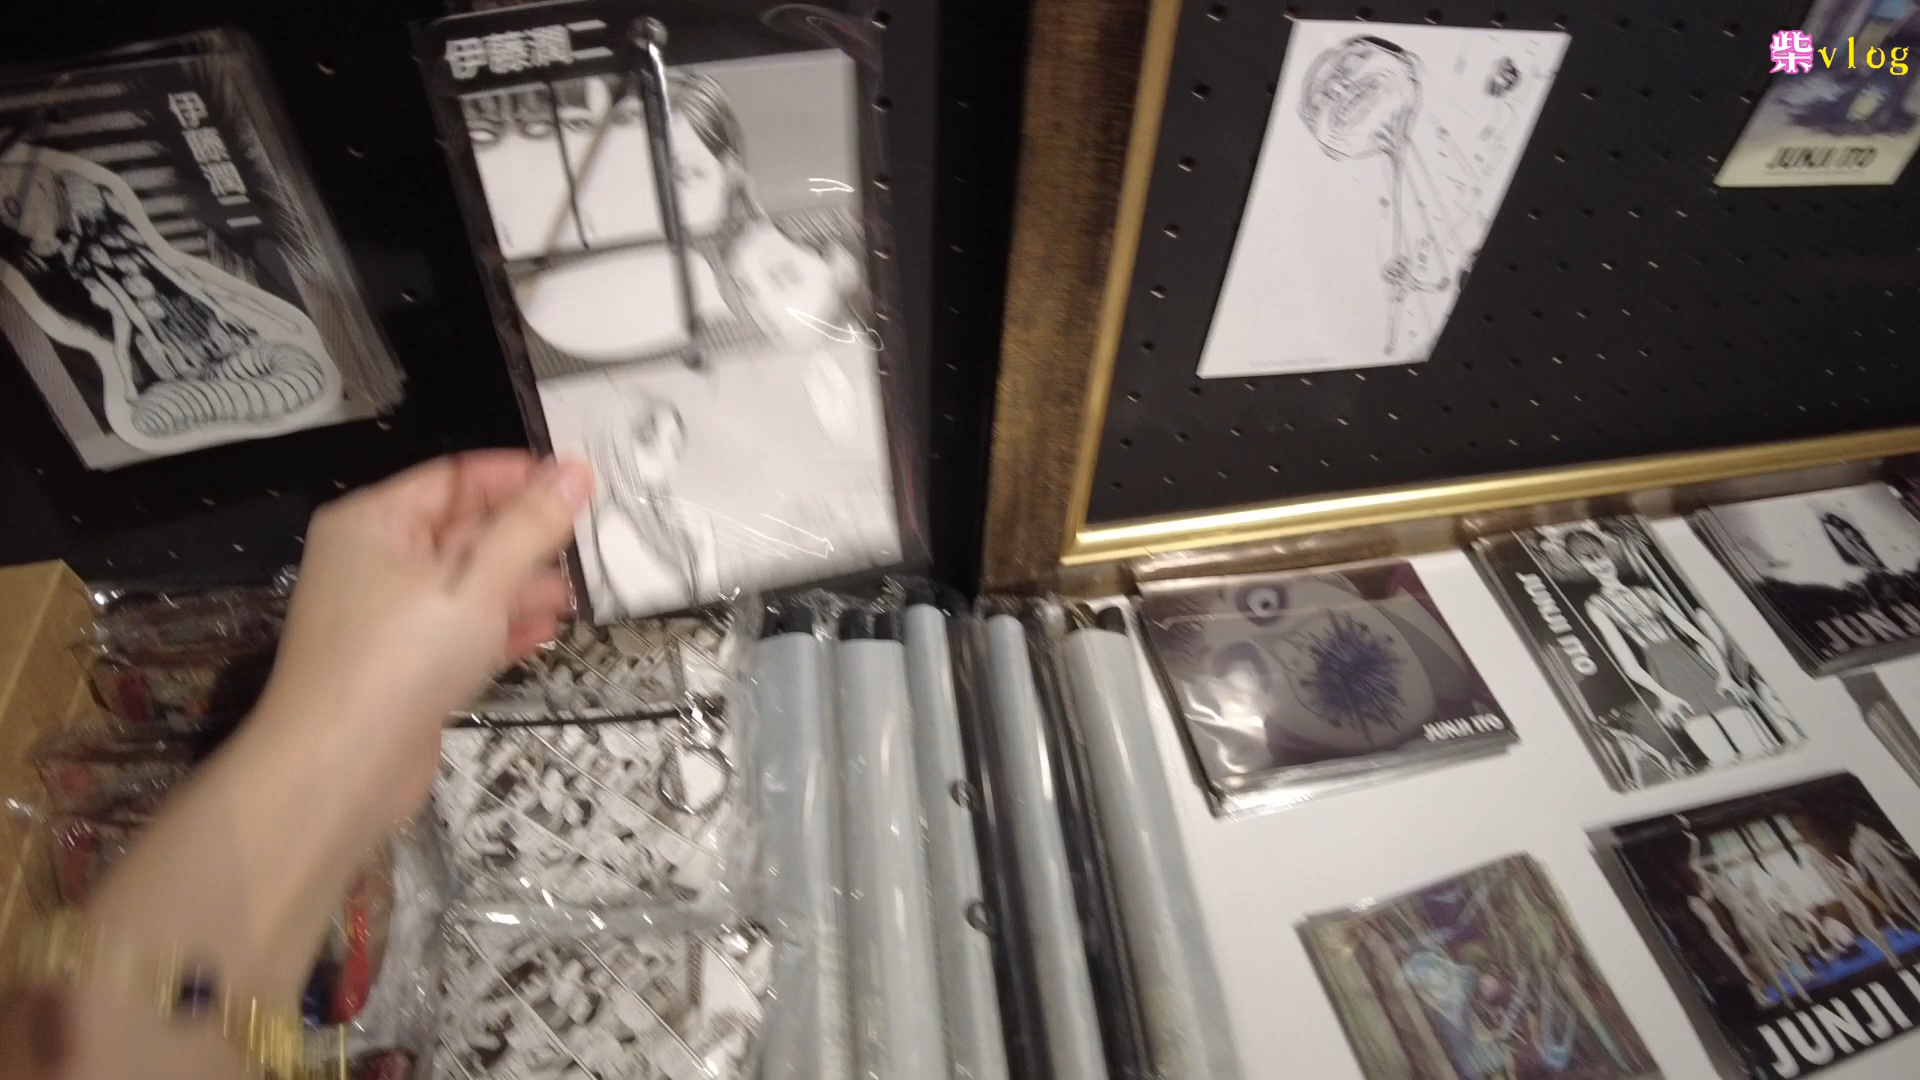 伊藤潤二
伊藤潤二
柴vlog
JUNJI ITO
JUNJI ITO
JUNJI ITO
JUNJI
JUNJI